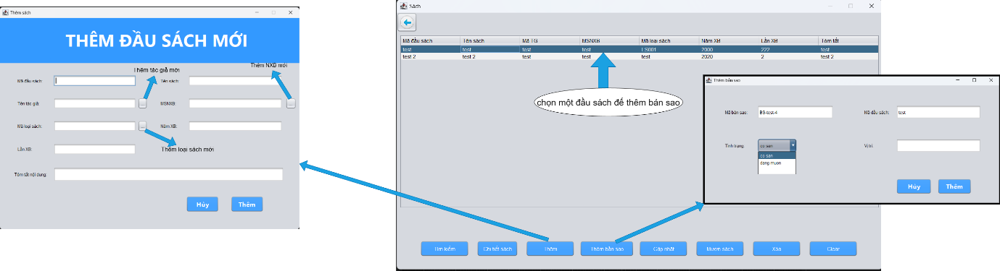 Thêm sách
THÊM ĐẦU SÁCH MỚI
Thêm tác giả mới
Thêm NXB mới
Mã đầu sách:
Tên sách:
Tên tác giả:
...
MSNXB:
...
Mã loại sách:
...
Năm XB:
Lần XB:
Thêm loại sách mới
Tóm tắt nội dung:
Hủy
Thêm
Sách
Mã đầu sách Tên sách Mã TG MSNXB Mã loại sách Năm XB Lần XB Tóm tắt
test test test test LS001 2000 222 test
test 2 test 2 test test test 2020 2 test 2
chọn một đầu sách để thêm bản sao
Tìm kiếm Chi tiết sách Thêm Thêm bản sao Cập nhật Mượn sách Xóa Clear
Thêm bản sao
Mã bản sao: BS-test-4
Mã đầu sách: test
Tình trạng: co san
co san
dang muon
Vị trí:
Hủy
Thêm